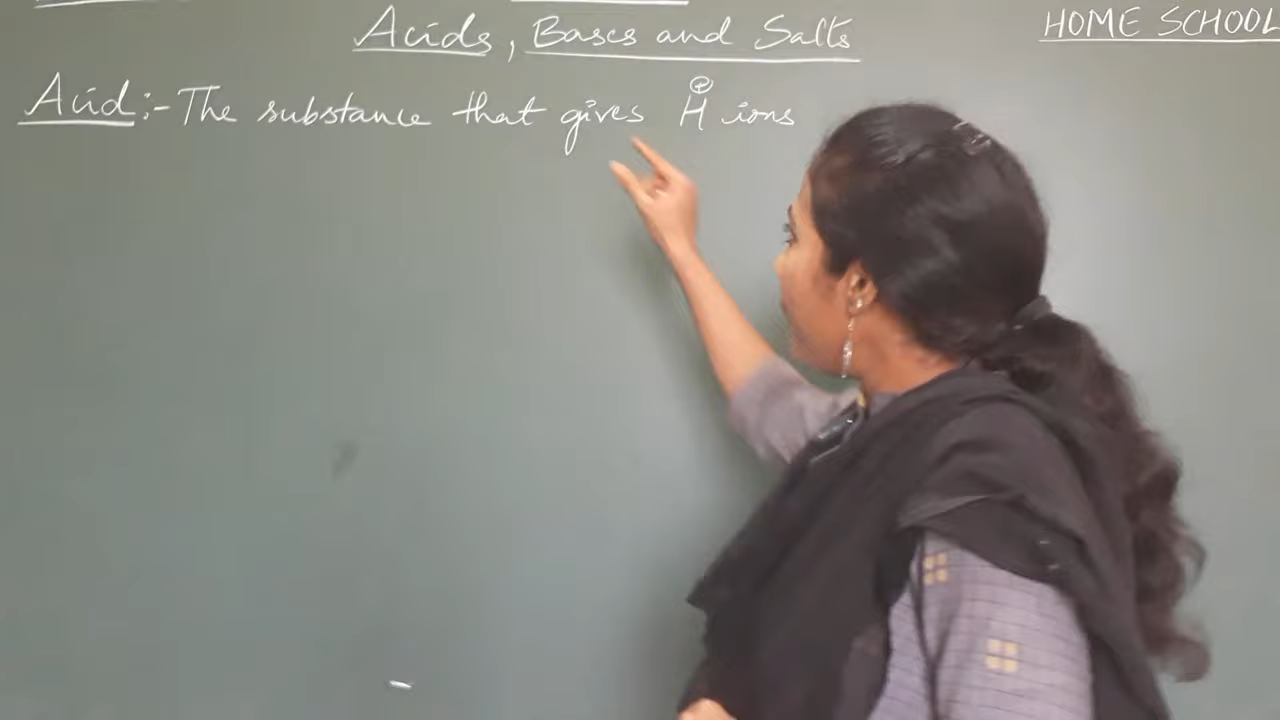 Acids, Bases and Salts
HOME SCHOOL
Acid:- The substance that gives H⊕ ions